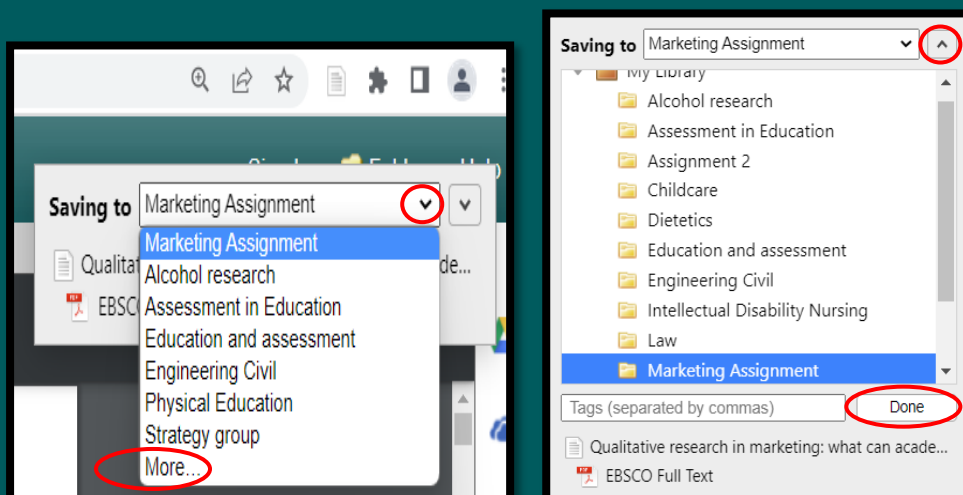 Saving to Marketing Assignment
Marketing Assignment
Qualitat
de...
Alcohol research
EBSCO
Assessment in Education
Education and assessment
Engineering Civil
Physical Education
Strategy group
More...
Saving to Marketing Assignment
My Library
Alcohol research
Assessment in Education
Assignment 2
Childcare
Dietetics
Education and assessment
Engineering Civil
Intellectual Disability Nursing
Law
Marketing Assignment
Tags (separated by commas) Done
Qualitative research in marketing: what can acade...
EBSCO Full Text